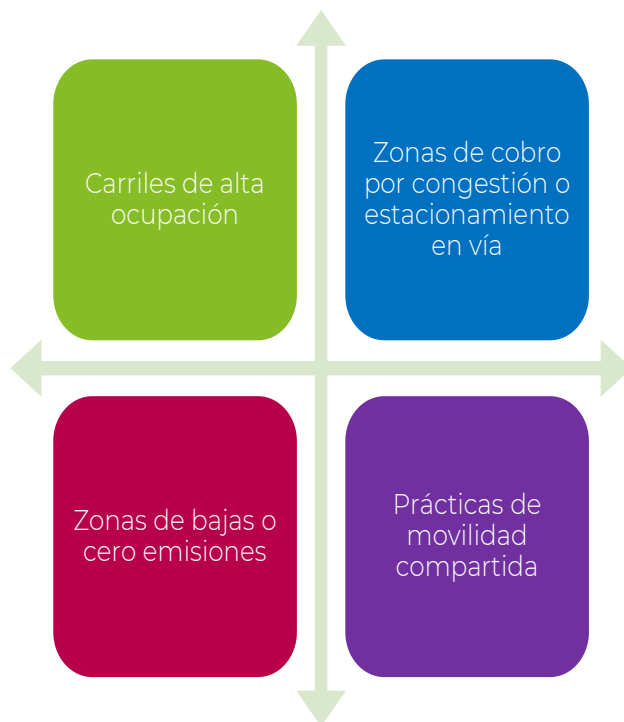 Carriles de alta
ocupación
Zonas de cobro
por congestión o
estacionamiento
en vía
Zonas de bajas o
cero emisiones
Prácticas de
movilidad
compartida